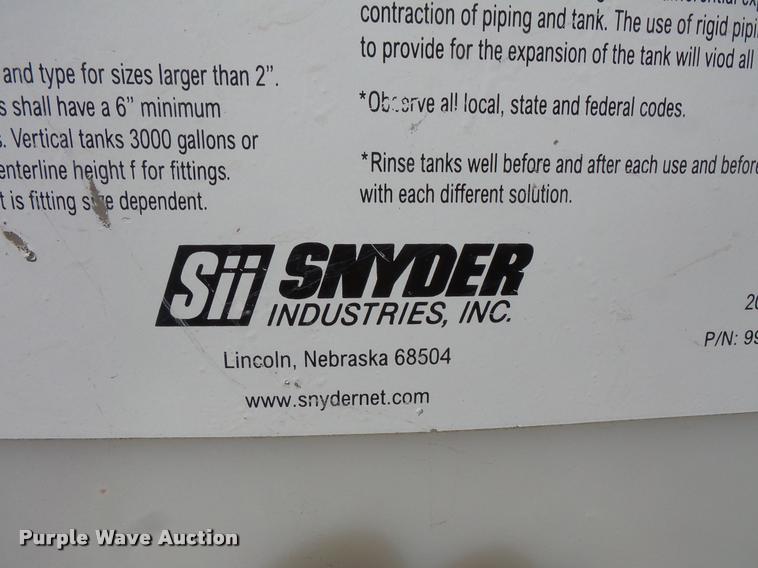 contraction of piping and tank. The use of rigid
to provide for the expansion of the tank will viod all
*Observe all local, state and federal codes.
*Rinse tanks well before and after each use and before
with each different solution.
and type for sizes larger than 2”.
s shall have a 6” minimum
. Vertical tanks 3000 gallons or
enterline height f for fittings.
t is fitting size dependent.
Sii SNYDER
INDUSTRIES, INC.
Lincoln, Nebraska 68504
www.snydernet.com
20
P/N: 99
Purple Wave Auction